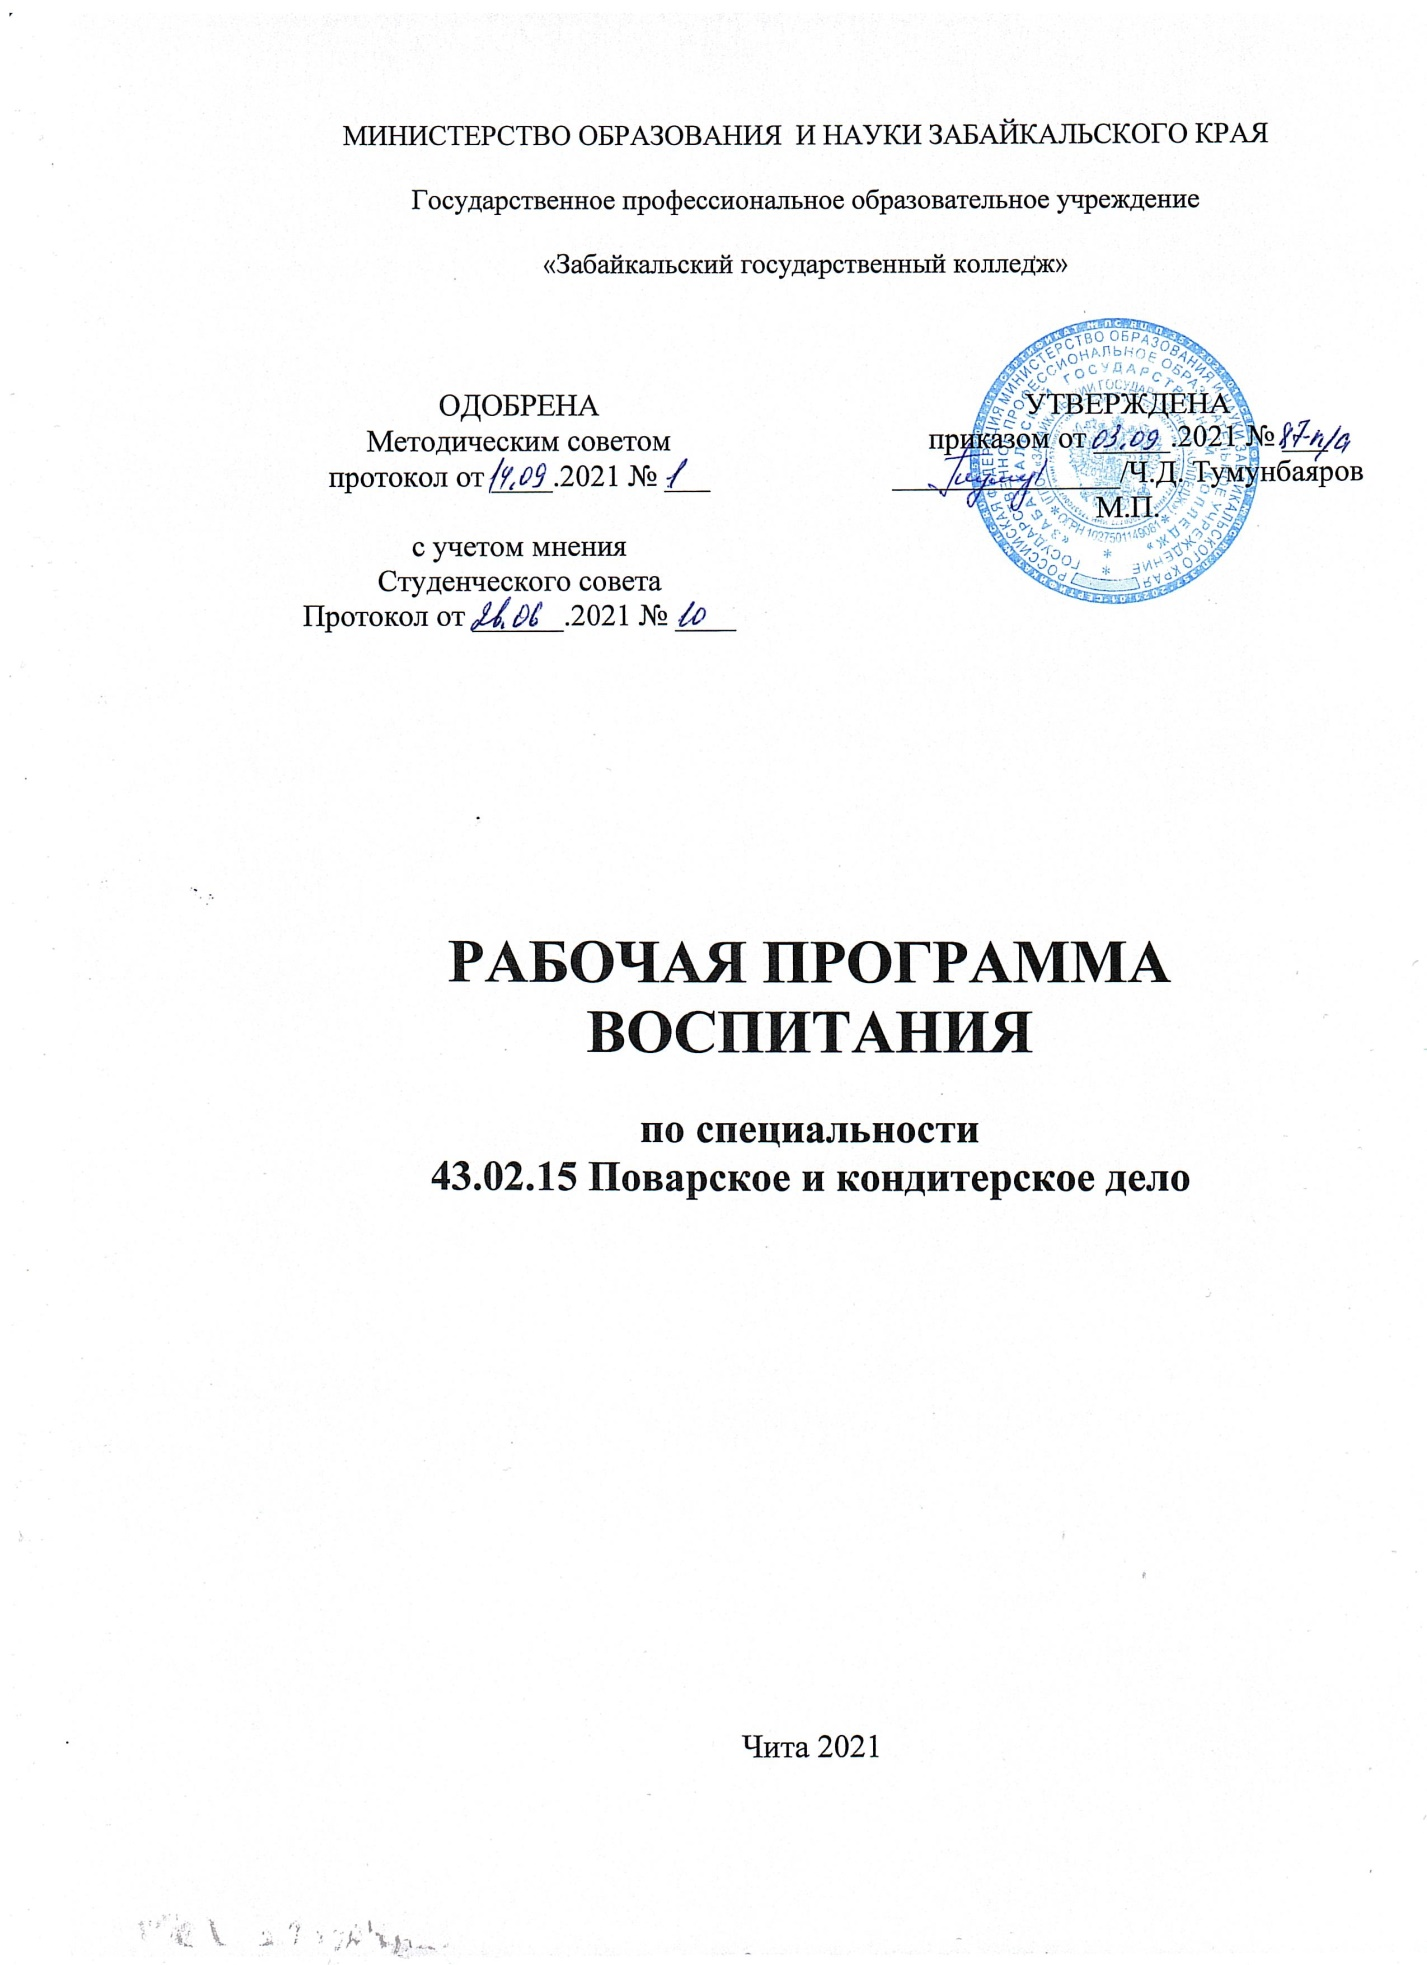 МИНИСТЕРСТВО ОБРАЗОВАНИЯ И НАУКИ ЗАБАЙКАЛЬСКОГО КРАЯ
Государственное профессиональное образовательное учреждение
«Забайкальский государственный колледж»
ОДОБРЕНА
Методическим советом
протокол от 14.09.2021 № 1
с учетом мнения
Студенческого совета
Протокол от 26.06.2021 № 10
УТВЕРЖДЕНА
приказом от 03.09.2021 № 87-п/а
/Ч.Д. Тумунбаяров
М.П.
РАБОЧАЯ ПРОГРАММА
ВОСПИТАНИЯ
по специальности
43.02.15 Поварское и кондитерское дело
Чита 2021